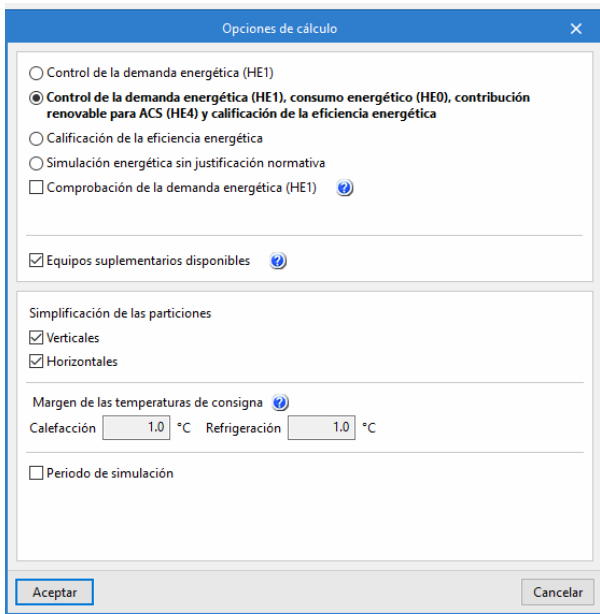 Opciones de cálculo
Control de la demanda energética (HE1)
Control de la demanda energética (HE1), consumo energético (HE0), contribución
renovable para ACS (HE4) y calificación de la eficiencia energética
Calificación de la eficiencia energética
Simulación energética sin justificación normativa
Comprobación de la demanda energética (HE1) ?
Equipos suplementarios disponibles ?
Simplificación de las particiones
Verticales
Horizontales
Margen de las temperaturas de consigna ?
Calefacción 1.0 °C Refrigeración 1.0 °C
Periodo de simulación
Aceptar Cancelar